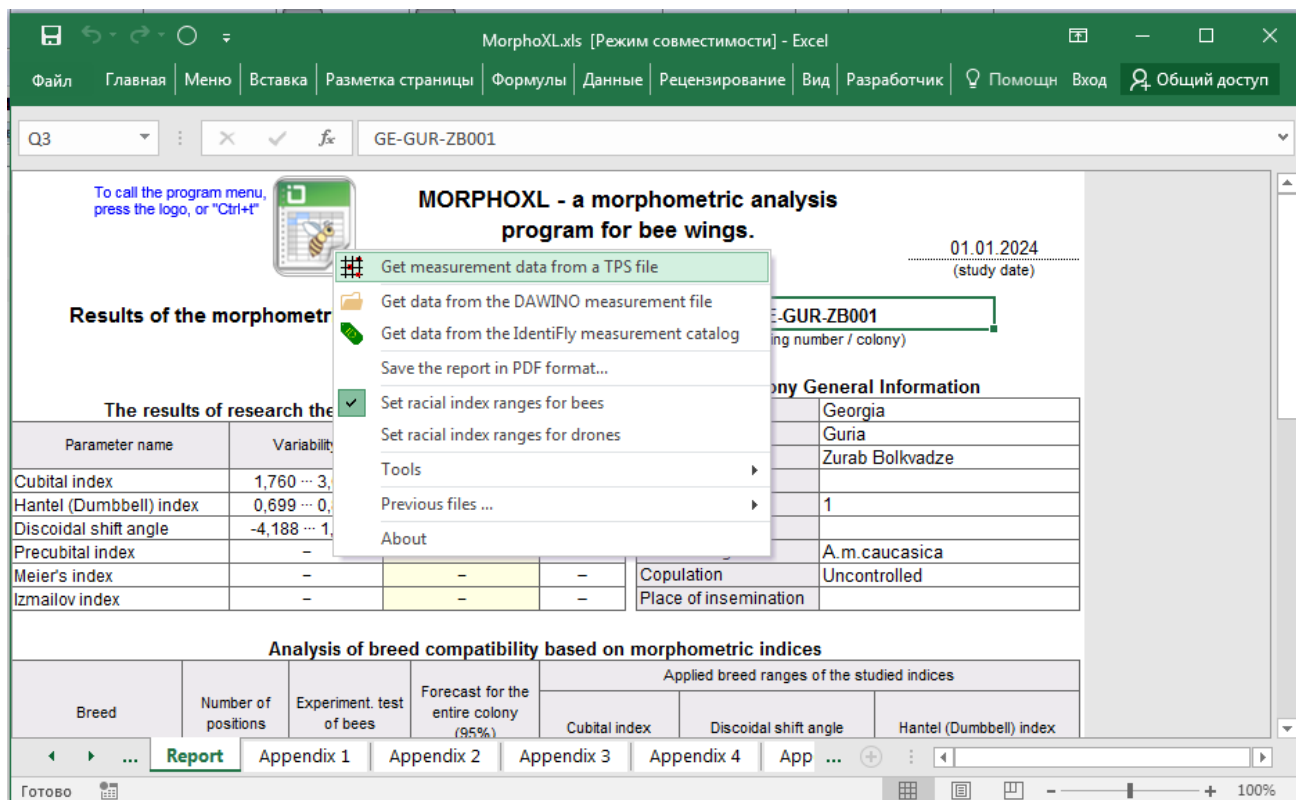 MorphoXL.xls [Режим совместимости] - Excel
Файл Главная Меню Вставка Разметка страницы Формулы Данные Рецензирование Вид Разработчик Помощн Вход Общий доступ
Q3 fx GE-GUR-ZB001
To call the program menu,
press the logo, or "Ctrl+t"
MORPHOXL - a morphometric analysis
program for bee wings.
01.01.2024
(study date)
Get measurement data from a TPS file
Get data from the DAWINO measurement file
Get data from the IdentiFly measurement catalog
Save the report in PDF format...
Set racial index ranges for bees
Set racial index ranges for drones
Tools
Previous files ...
About
Results of the morphometr
E-GUR-ZB001
ing number / colony)
ony General Information
The results of research the
Georgia
Parameter name Variability
Guria
Zurab Bolkvadze
Cubital index 1,760 ··· 3,
Hantel (Dumbbell) index 0,699 ··· 0, 1
Discoidal shift angle -4,188 ··· 1,
Precubital index – A.m.caucasica
Meier's index – – – Copulation Uncontrolled
Izmailov index – – – Place of insemination
Analysis of breed compatibility based on morphometric indices
Breed
Number of
positions
Experiment. test
of bees
Forecast for the
entire colony
(95%)
Applied breed ranges of the studied indices
Cubital index Discoidal shift angle Hantel (Dumbbell) index
... Report Appendix 1 Appendix 2 Appendix 3 Appendix 4 App ...
Готово 100%